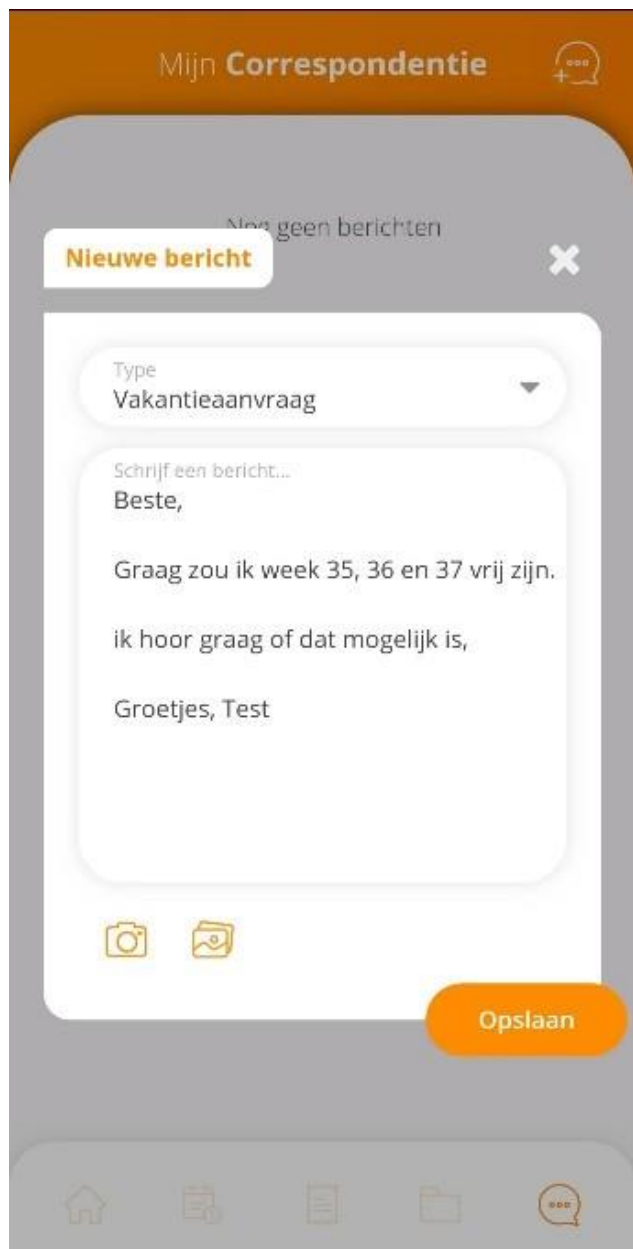 Mijn Correspondentie
Nog geen berichten
Nieuwe bericht
Type
Vakantieaanvraag
Schrijf een bericht...
Beste,
Graag zou ik week 35, 36 en 37 vrij zijn.
ik hoor graag of dat mogelijk is,
Groetjes, Test
Opslaan